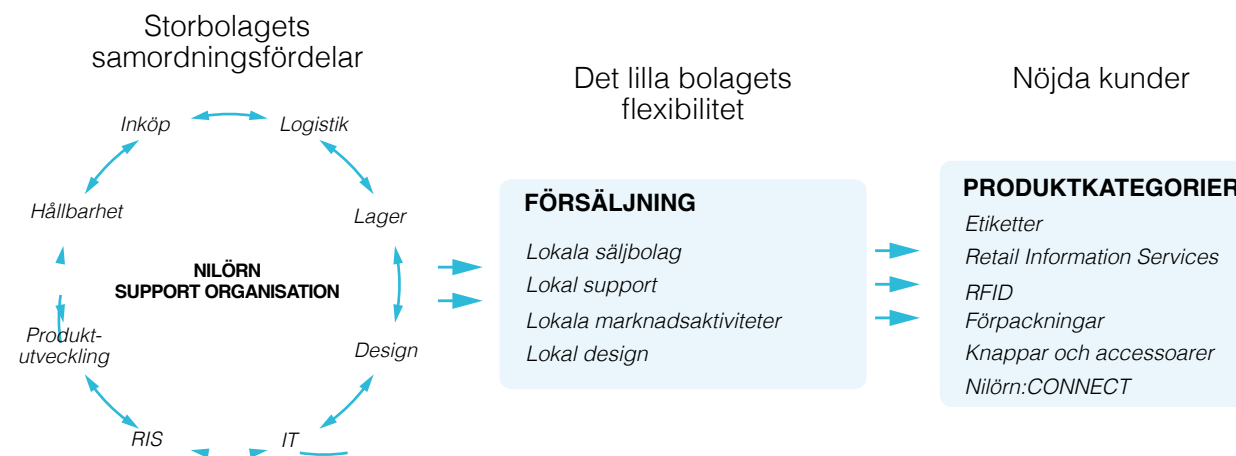 Storbolagets
samordningsfördelar
Inköp
Logistik
Hållbarhet
Lager
NILÖRN
SUPPORT ORGANISATION
Produkt-
utveckling
Design
RIS
IT
Det lilla bolagets
flexibilitet
FÖRSÄLJNING
Lokala säljbolag
Lokal support
Lokala marknadsaktiviteter
Lokal design
Nöjda kunder
PRODUKTKATEGORIER
Etiketter
Retail Information Services
RFID
Förpackningar
Knappar och accessoarer
Nilörn:CONNECT